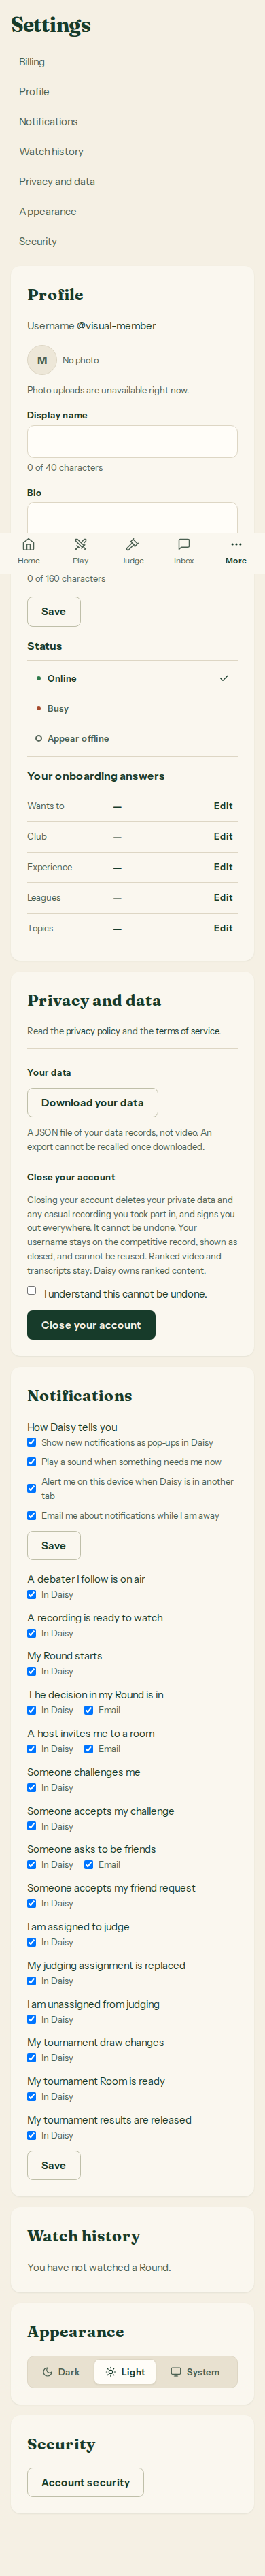 Settings
Billing
Profile
Notifications
Watch history
Privacy and data
Appearance
Security
Profile
Username @visual-member
M No photo
Photo uploads are unavailable right now.
Display name
0 of 40 characters
Bio
Home Play Judge Inbox More
0 of 160 characters
Save
Status
Online
Busy
Appear offline
Your onboarding answers
Wants to — Edit
Club — Edit
Experience — Edit
Leagues — Edit
Topics — Edit
Privacy and data
Read the privacy policy and the terms of service.
Your data
Download your data
A JSON file of your data records, not video. An
export cannot be recalled once downloaded.
Close your account
Closing your account deletes your private data and
any casual recording you took part in, and signs you
out everywhere. It cannot be undone. Your
username stays on the competitive record, shown as
closed, and cannot be reused. Ranked video and
transcripts stay: Daisy owns ranked content.
I understand this cannot be undone.
Close your account
Notifications
How Daisy tells you
Show new notifications as pop-ups in Daisy
Play a sound when something needs me now
Alert me on this device when Daisy is in another
tab
Email me about notifications while I am away
Save
A debater I follow is on air
In Daisy
A recording is ready to watch
In Daisy
My Round starts
In Daisy
The decision in my Round is in
In Daisy Email
A host invites me to a room
In Daisy Email
Someone challenges me
In Daisy
Someone accepts my challenge
In Daisy
Someone asks to be friends
In Daisy Email
Someone accepts my friend request
In Daisy
I am assigned to judge
In Daisy
My judging assignment is replaced
In Daisy
I am unassigned from judging
In Daisy
My tournament draw changes
In Daisy
My tournament Room is ready
In Daisy
My tournament results are released
In Daisy
Save
Watch history
You have not watched a Round.
Appearance
Dark Light System
Security
Account security